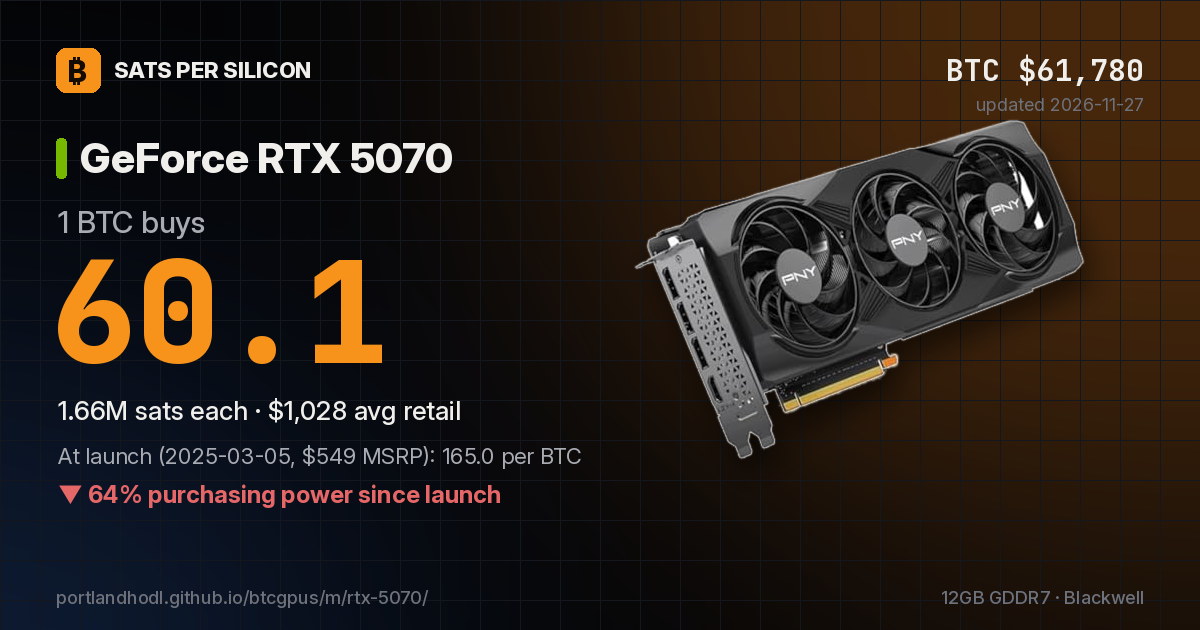 ₿ SATS PER SILICON
BTC $61,780
updated 2026-11-27
GeForce RTX 5070
1 BTC buys
60.1
1.66M sats each · $1,028 avg retail
At launch (2025-03-05, $549 MSRP): 165.0 per BTC
▼ 64% purchasing power since launch
PNY
PNY
PNY
portlandhodl.github.io/btcgpus/m/rtx-5070/
12GB GDDR7 · Blackwell